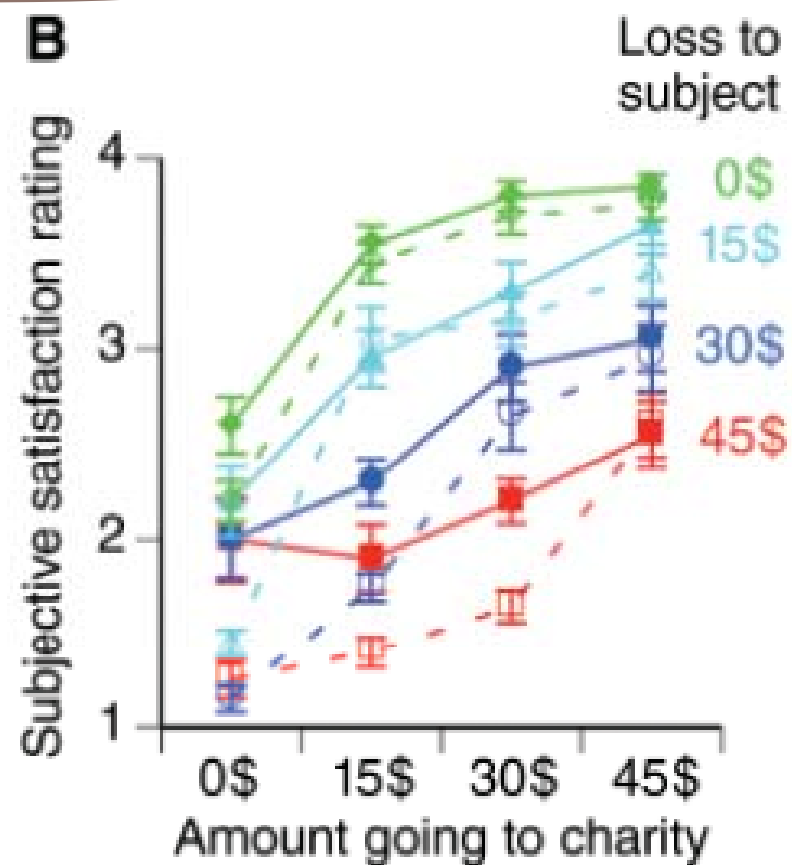 B
Loss to
subject
Subjective satisfaction rating
4
3
2
1
0$
15$
30$
45$
0$
15$
30$
45$
Amount going to charity